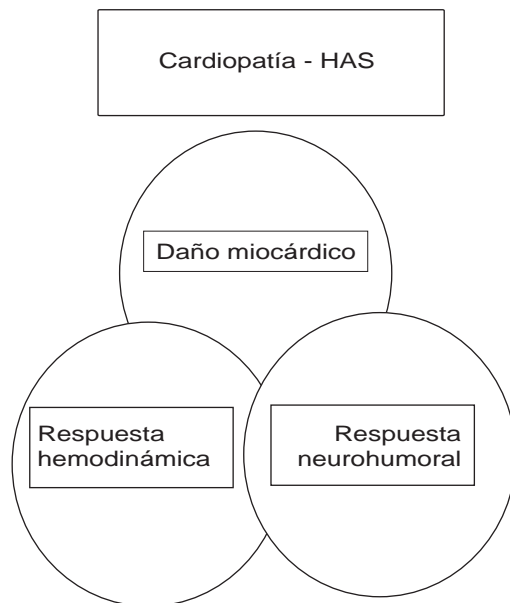 Cardiopatía - HAS
Daño miocárdico
Respuesta
hemodinámica
Respuesta
neurohumoral